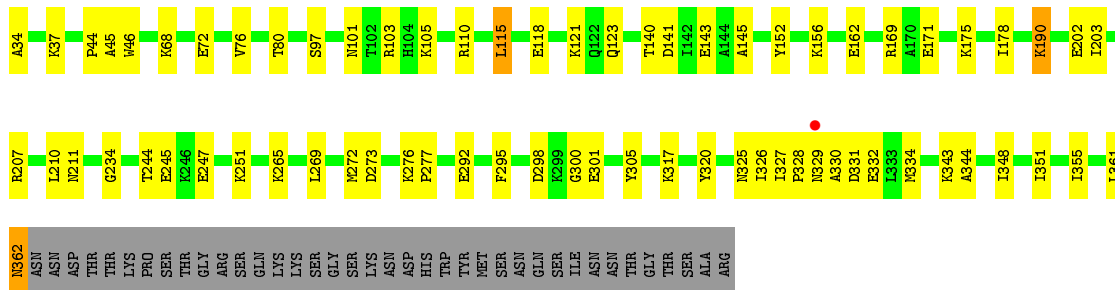 A34 K37 P44 A45 W46 K68 E72 V76 T80 S97 N101 T102 R103 H104 K105 R110 L115 E118 K121 Q122 Q123 T140 D141 I142 E143 A144 A145 Y152 K156 E162 R169 A170 E171 K175 I178 K190 E202 I203
R207 L210 N211 G234 T244 E245 K246 E247 K251 K265 L269 M272 D273 K276 P277 E292 F295 D298 K299 G300 E301 Y305 K317 Y320 N325 I326 I327 P328 N329 A330 D331 E332 L333 M334 K343 A344 I348 I351 I355
N362 ASN ASN ASP THR THR LYS PRO SER THR GLY ARG SER GLN LYS LYS SER GLY SER LYS ASN ASP HIS TRP TYR MET SER ASN GLN SER ILE ASN ASN THR GLY THR SER ALA ARG